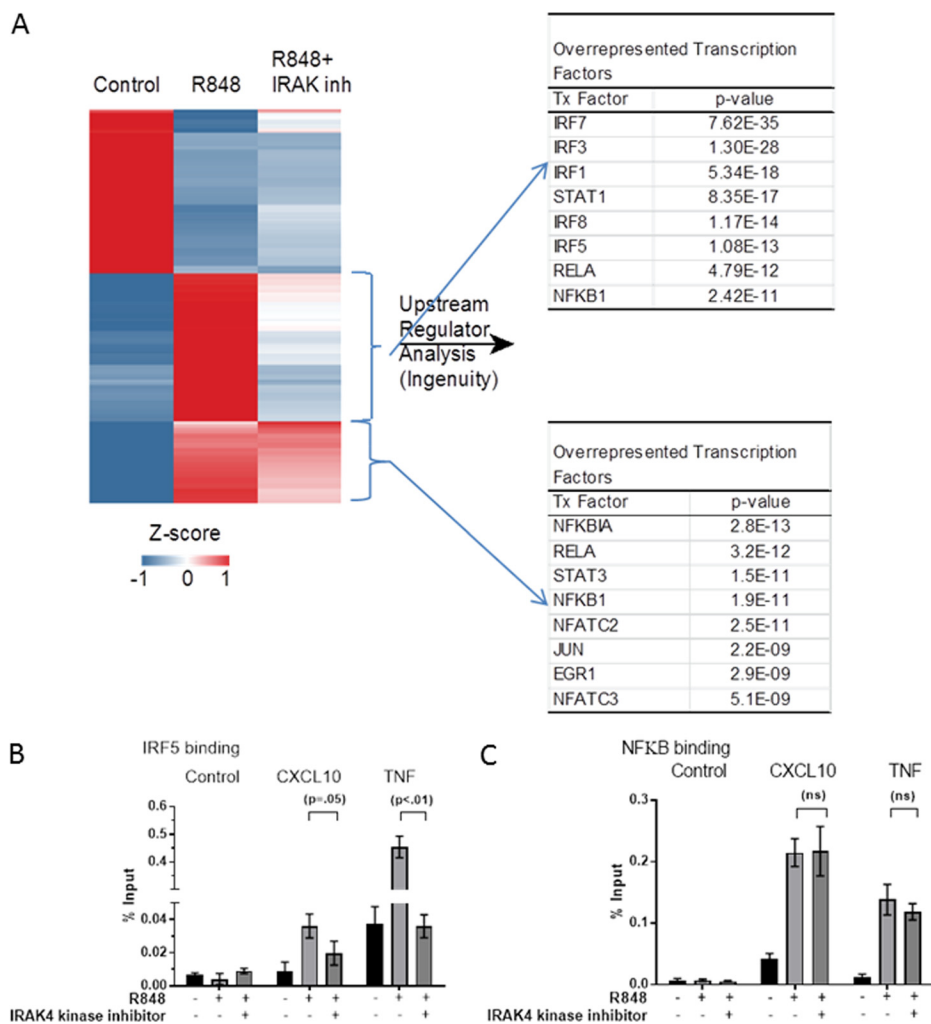 A
Control R848 R848+
IRAK inh
Z-score
-1 0 1
Upstream
Regulator
Analysis
(Ingenuity)
Overrepresented Transcription
Factors
Tx Factor p-value
IRF7 7.62E-35
IRF3 1.30E-28
IRF1 5.34E-18
STAT1 8.35E-17
IRF8 1.17E-14
IRF5 1.08E-13
RELA 4.79E-12
NFKB1 2.42E-11
Overrepresented Transcription
Factors
Tx Factor p-value
NFKBIA 2.8E-13
RELA 3.2E-12
STAT3 1.5E-11
NFKB1 1.9E-11
NFATC2 2.5E-11
JUN 2.2E-09
EGR1 2.9E-09
NFATC3 5.1E-09
B
IRF5 binding
Control CXCL10 TNF
(p=.05) (p<.01)
% Input
0.6
0.5
0.4
0.04
0.02
0.00
R848 - + + - + + - + +
IRAK4 kinase inhibitor - - + - - + - - +
C
NFKB binding
Control CXCL10 TNF
(ns) (ns)
% Input
0.3
0.2
0.1
0.0
R848 - + + - + + - + +
IRAK4 kinase inhibitor - - + - - + - - +